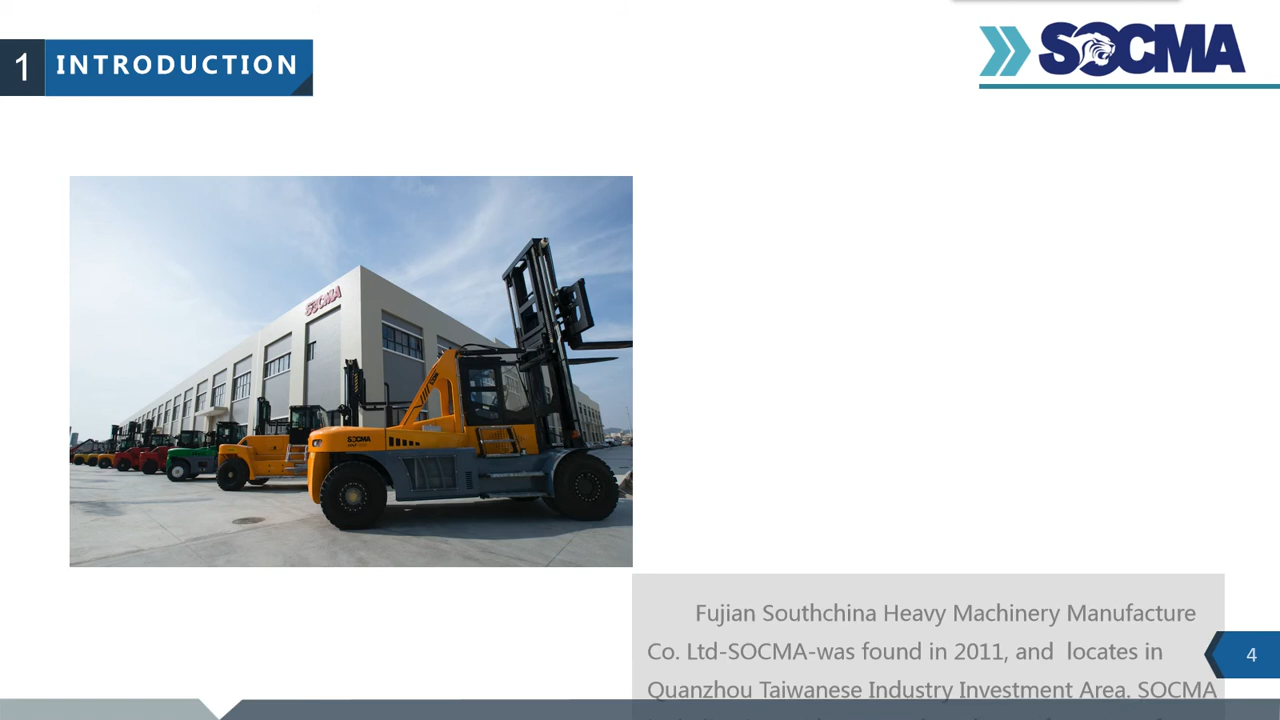 1 INTRODUCTION
SOCMA
SOCMA
SOCMA
Fujian Southchina Heavy Machinery Manufacture
Co. Ltd-SOCMA-was found in 2011, and locates in
Quanzhou Taiwanese Industry Investment Area. SOCMA
4